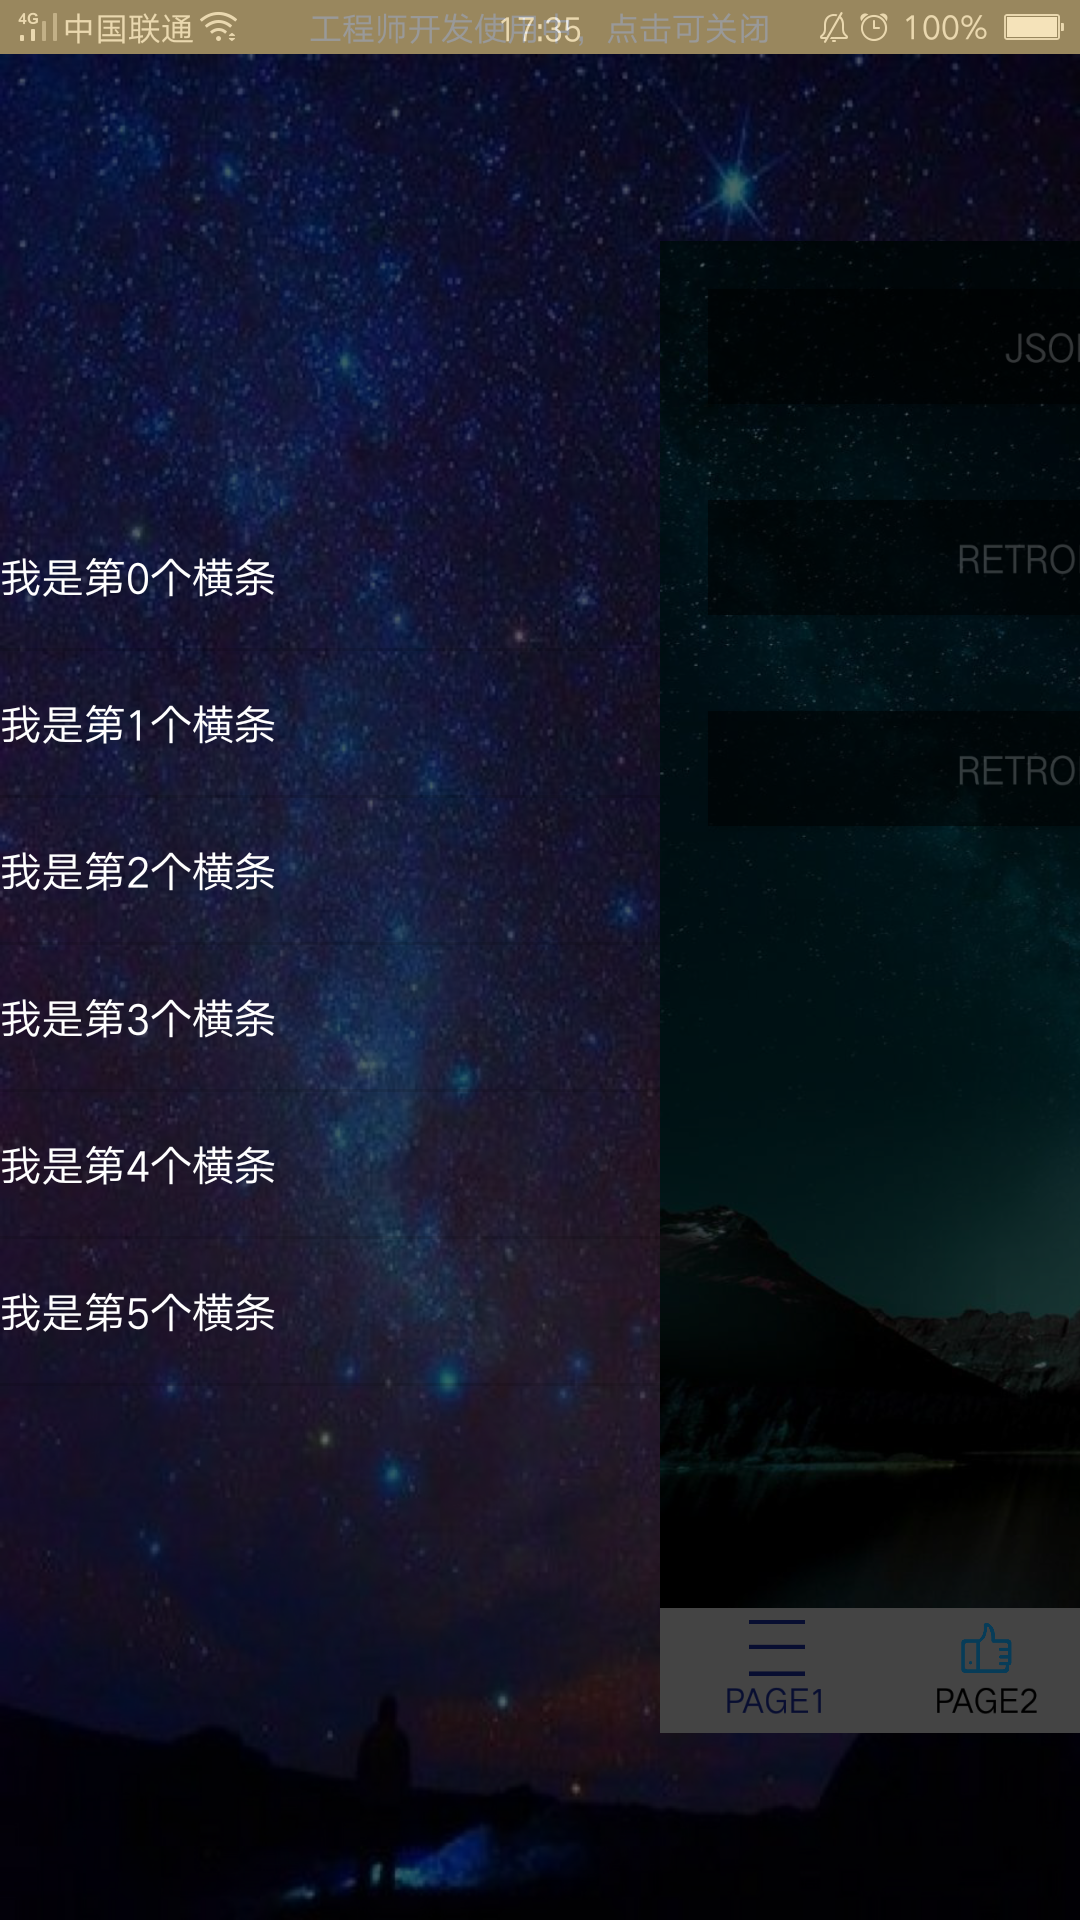 4G 中国联通 17:35 100%
工程师开发使用中，点击可关闭
我是第0个横条
我是第1个横条
我是第2个横条
我是第3个横条
我是第4个横条
我是第5个横条
JSO
RETRO
RETRO
PAGE1
PAGE2